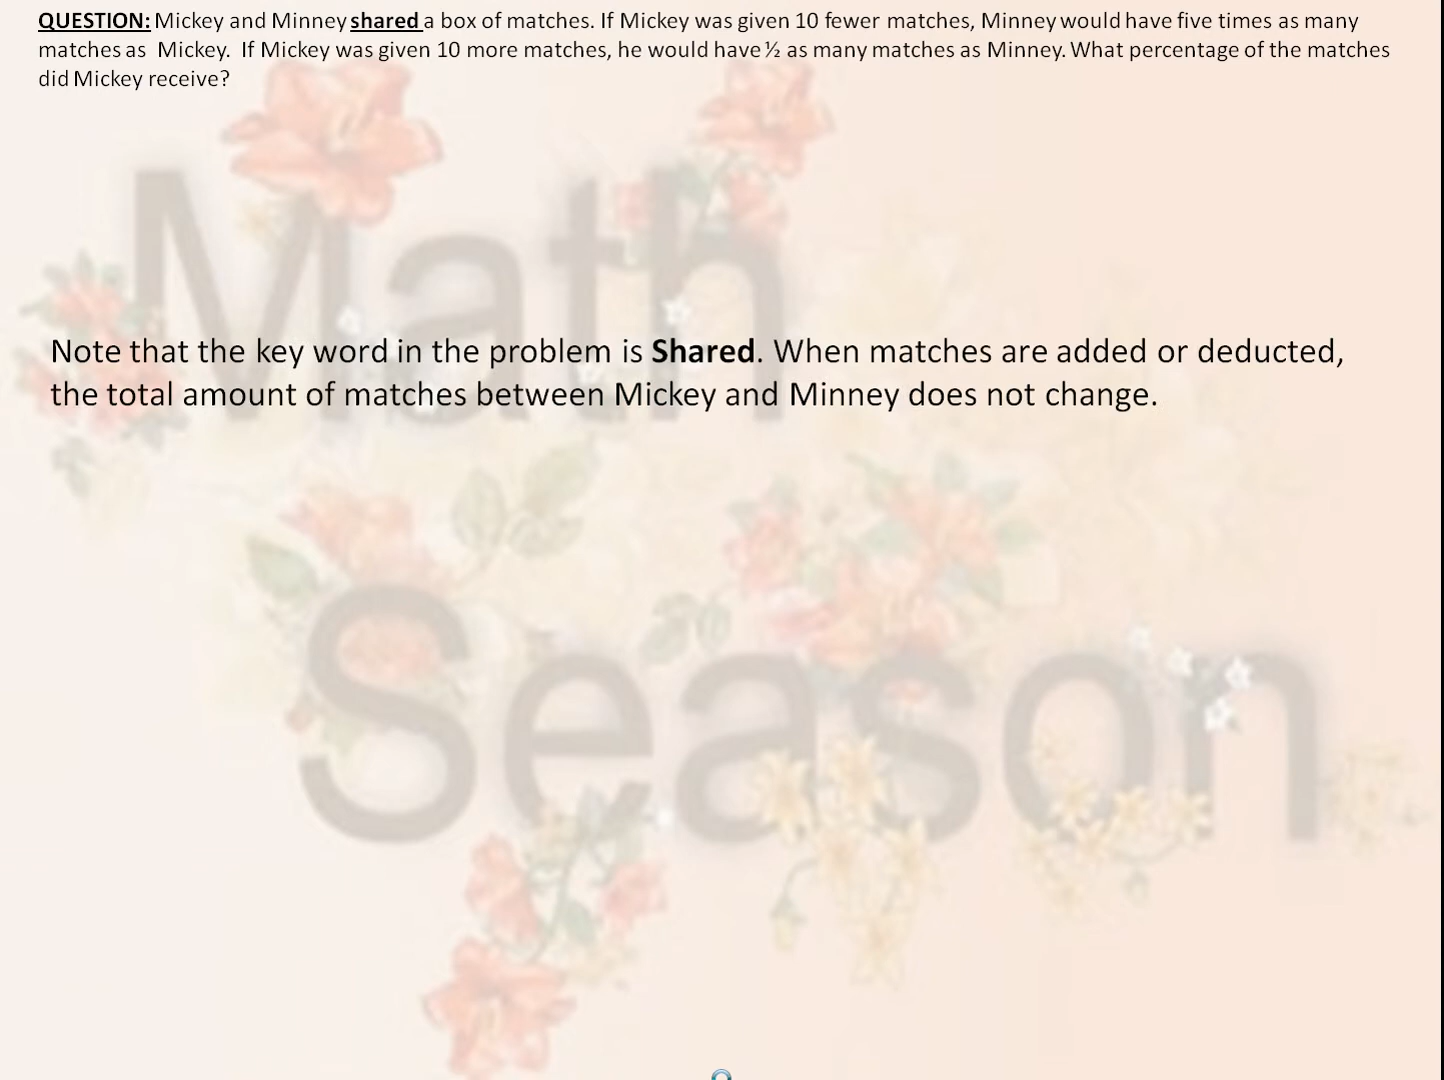 QUESTION: Mickey and Minney shared a box of matches. If Mickey was given 10 fewer matches, Minney would have five times as many
matches as Mickey. If Mickey was given 10 more matches, he would have ½ as many matches as Minney. What percentage of the matches
did Mickey receive?
Math
Note that the key word in the problem is Shared. When matches are added or deducted,
the total amount of matches between Mickey and Minney does not change.
Season